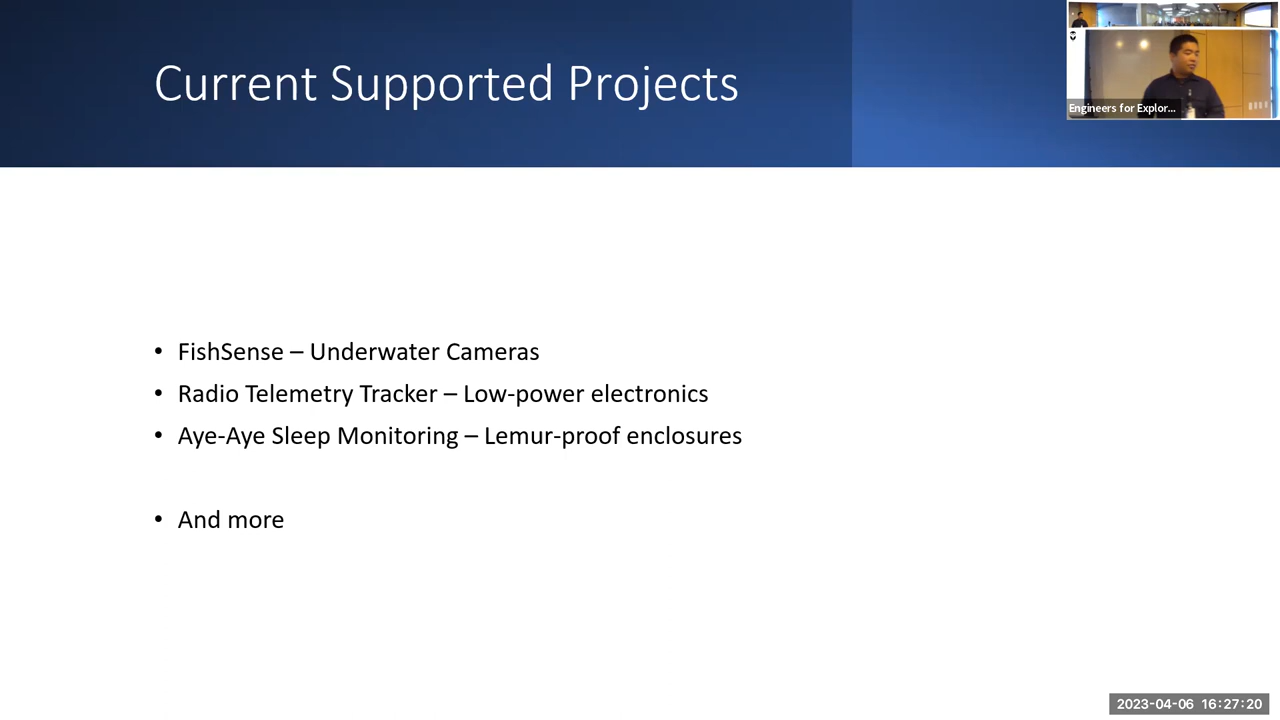 Current Supported Projects
Engineers for Explor...
• FishSense – Underwater Cameras
• Radio Telemetry Tracker – Low-power electronics
• Aye-Aye Sleep Monitoring – Lemur-proof enclosures
• And more
2023-04-06 16:27:20